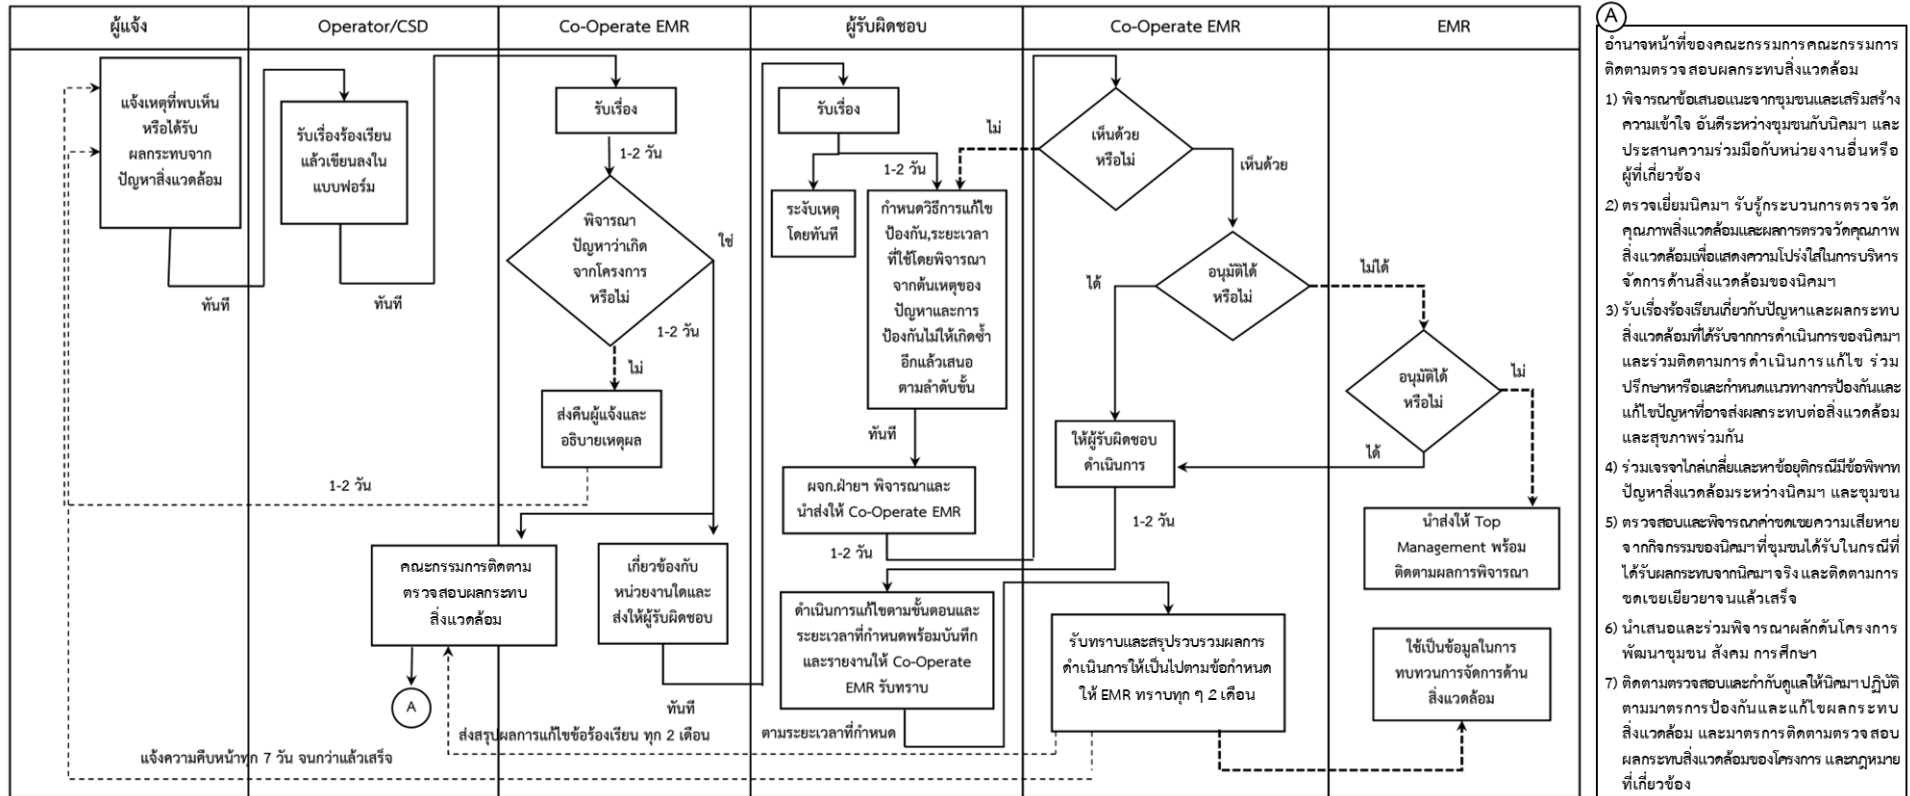 ผู้แจ้ง
Operator/CSD
Co-Operate EMR
ผู้รับผิดชอบ
Co-Operate EMR
EMR
แจ้งเหตุที่พบเห็น
หรือได้รับ
ผลกระทบจาก
ปัญหาสิ่งแวดล้อม
ทันที
รับเรื่องร้องเรียน
แล้วเขียนลงใน
แบบฟอร์ม
ทันที
รับเรื่อง
1-2 วัน
พิจารณา
ปัญหาว่าเกิด
จากโครงการ
หรือไม่
ใช่
1-2 วัน
ไม่
ส่งคืนผู้แจ้งและ
อธิบายเหตุผล
1-2 วัน
คณะกรรมการติดตาม
ตรวจสอบผลกระทบ
สิ่งแวดล้อม
A
เกี่ยวข้องกับ
หน่วยงานใดและ
ส่งให้ผู้รับผิดชอบ
ทันที
รับเรื่อง
1-2 วัน
ระงับเหตุ
โดยทันที
กำหนดวิธีการแก้ไข
ป้องกัน,ระยะเวลา
ที่ใช้โดยพิจารณา
จากต้นเหตุของ
ปัญหาและการ
ป้องกันไม่ให้เกิดซ้ำ
อีกแล้วเสนอ
ตามลำดับขั้น
ทันที
ผจก.ฝ่ายฯ พิจารณาและ
นำส่งให้ Co-Operate EMR
1-2 วัน
ดำเนินการแก้ไขตามขั้นตอนและ
ระยะเวลาที่กำหนดพร้อมบันทึก
และรายงานให้ Co-Operate
EMR รับทราบ
ตามระยะเวลาที่กำหนด
เห็นด้วย
หรือไม่
ไม่
เห็นด้วย
อนุมัติได้
หรือไม่
ได้
ไม่ได้
ให้ผู้รับผิดชอบ
ดำเนินการ
1-2 วัน
รับทราบและสรุปรวบรวมผลการ
ดำเนินการให้เป็นไปตามข้อกำหนด
ให้ EMR ทราบทุก ๆ 2 เดือน
อนุมัติได้
หรือไม่
ไม่
ได้
นำส่งให้ Top
Management พร้อม
ติดตามผลการพิจารณา
ใช้เป็นข้อมูลในการ
ทบทวนการจัดการด้าน
สิ่งแวดล้อม
ส่งสรุปผลการแก้ไขข้อร้องเรียน ทุก 2 เดือน
แจ้งความคืบหน้าทุก 7 วัน จนกว่าแล้วเสร็จ
A
อำนาจหน้าที่ของคณะกรรมการคณะกรรมการ
ติดตามตรวจสอบผลกระทบสิ่งแวดล้อม
1) พิจารณาข้อเสนอแนะจากชุมชนและเสริมสร้าง
ความเข้าใจ อันดีระหว่างชุมชนกับนิคมฯ และ
ประสานความร่วมมือกับหน่วยงานอื่นหรือ
ผู้ที่เกี่ยวข้อง
2) ตรวจเยี่ยมนิคมฯ รับรู้กระบวนการตรวจวัด
คุณภาพสิ่งแวดล้อมและผลการตรวจวัดคุณภาพ
สิ่งแวดล้อมเพื่อแสดงความโปร่งใสในการบริหาร
จัดการด้านสิ่งแวดล้อมของนิคมฯ
3) รับเรื่องร้องเรียนเกี่ยวกับปัญหาและผลกระทบ
สิ่งแวดล้อมที่ได้รับจากการดำเนินการของนิคมฯ
และร่วมติดตามการดำเนินการแก้ไข ร่วม
ปรึกษาหารือและกำหนดแนวทางการป้องกันและ
แก้ไขปัญหาที่อาจส่งผลกระทบต่อสิ่งแวดล้อม
และสุขภาพร่วมกัน
4) ร่วมเจรจาไกล่เกลี่ยและหาข้อยุติกรณีมีข้อพิพาท
ปัญหาสิ่งแวดล้อมระหว่างนิคมฯ และชุมชน
5) ตรวจสอบและพิจารณาค่าชดเชยความเสียหาย
จากกิจกรรมของนิคมฯที่ชุมชนได้รับในกรณีที่
ได้รับผลกระทบจากนิคมฯจริง และติดตามการ
ชดเชยเยียวยาจนแล้วเสร็จ
6) นำเสนอและร่วมพิจารณาผลักดันโครงการ
พัฒนาชุมชน สังคม การศึกษา
7) ติดตามตรวจสอบและกำกับดูแลให้นิคมฯปฏิบัติ
ตามมาตรการป้องกันและแก้ไขผลกระทบ
สิ่งแวดล้อม และมาตรการติดตามตรวจสอบ
ผลกระทบสิ่งแวดล้อมของโครงการ และกฎหมาย
ที่เกี่ยวข้อง